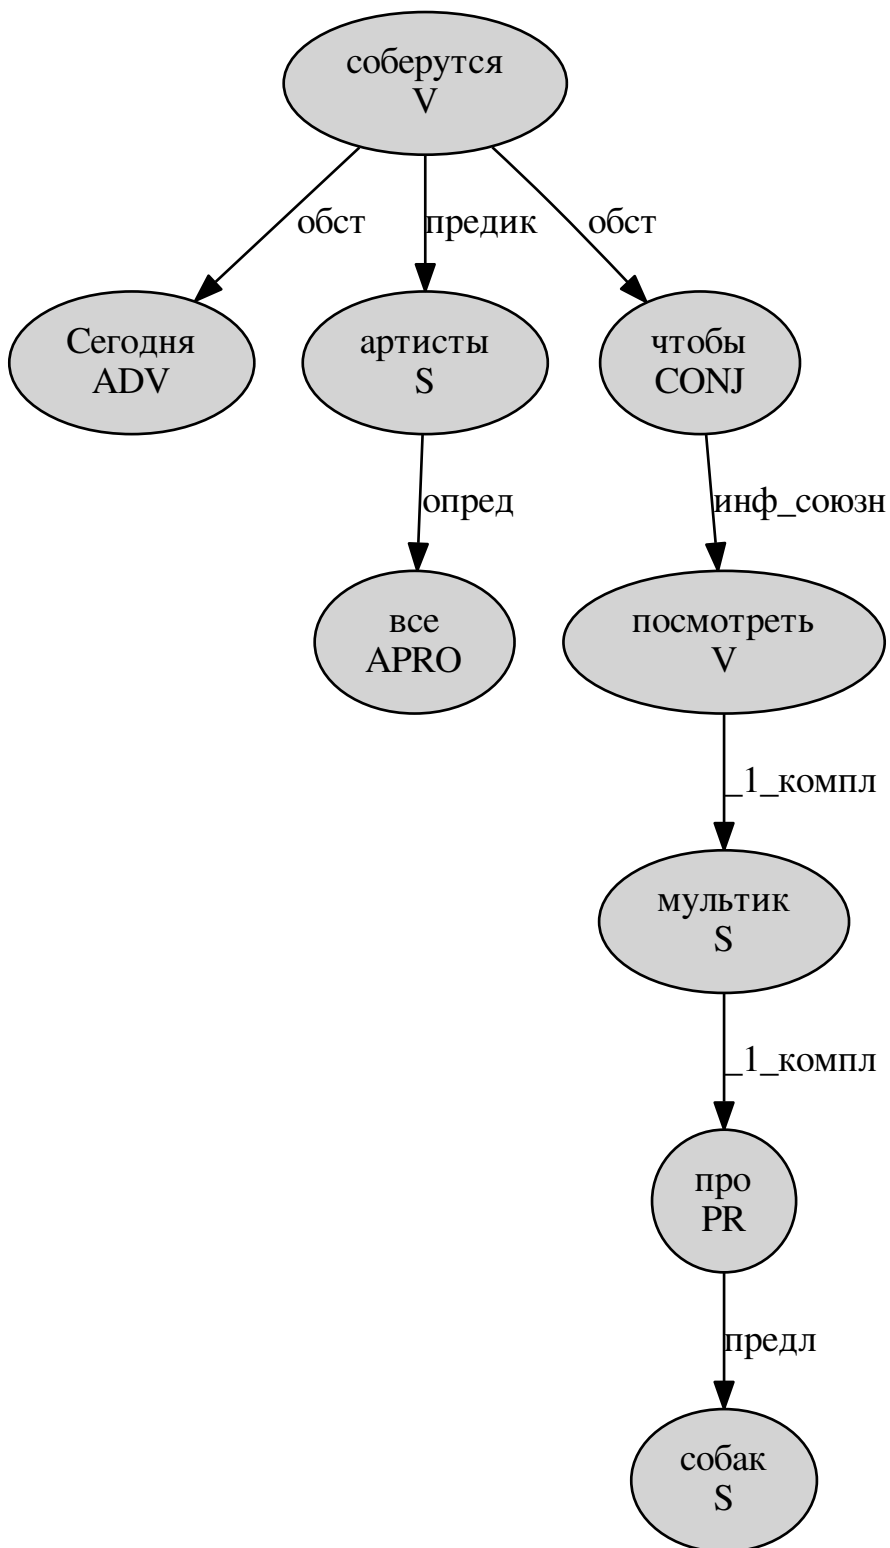 соберутся
V
обст
предик
обст
Сегодня
ADV
артисты
S
чтобы
CONJ
опред
инф_союзн
все
APRO
посмотреть
V
_1_компл
мультик
S
_1_компл
про
PR
предл
собак
S